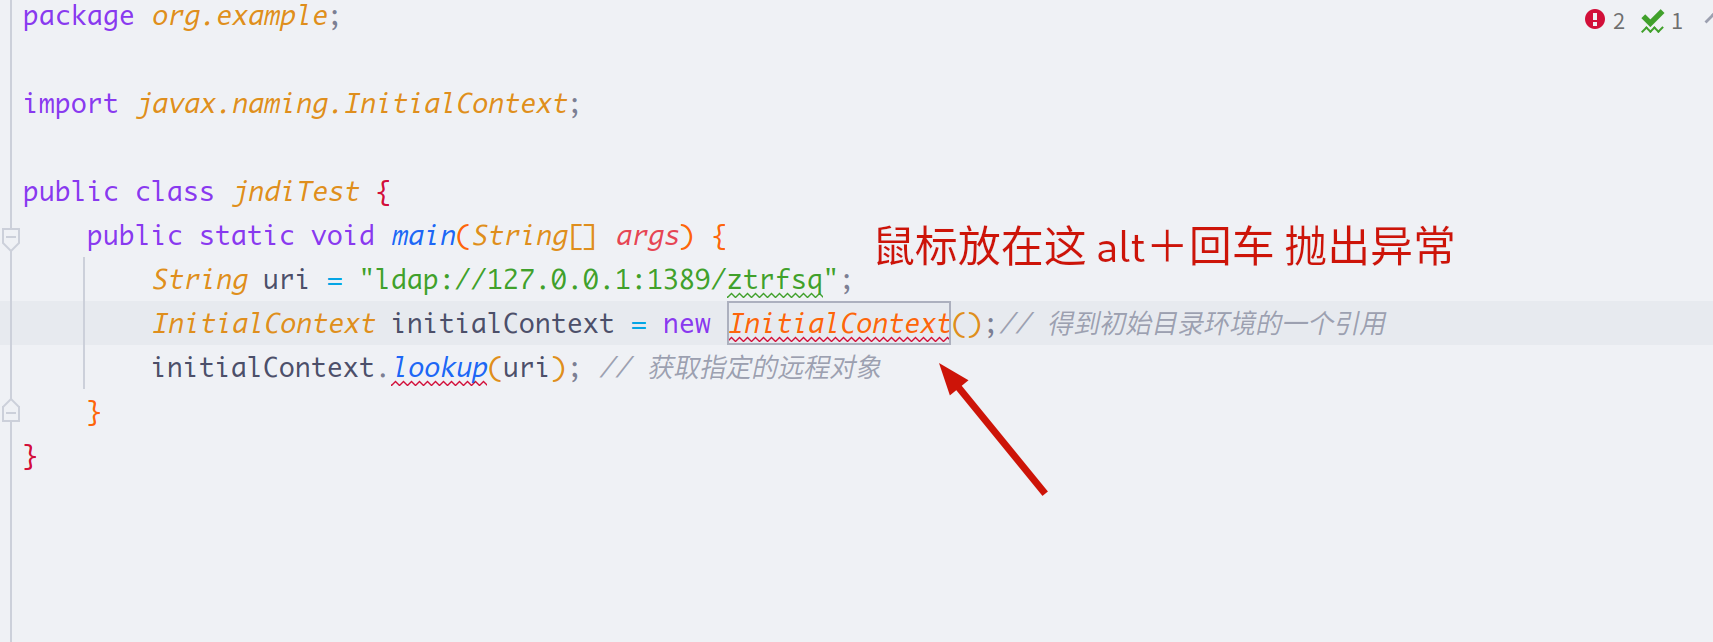 package org.example;
2 1
import javax.naming.InitialContext;
public class jndiTest {
public static void main(String[] args) {
鼠标放在这 alt+回车 抛出异常
String uri = "ldap://127.0.0.1:1389/ztrfsq";
InitialContext initialContext = new InitialContext();// 得到初始目录环境的一个引用
initialContext.lookup(uri); // 获取指定的远程对象
}
}